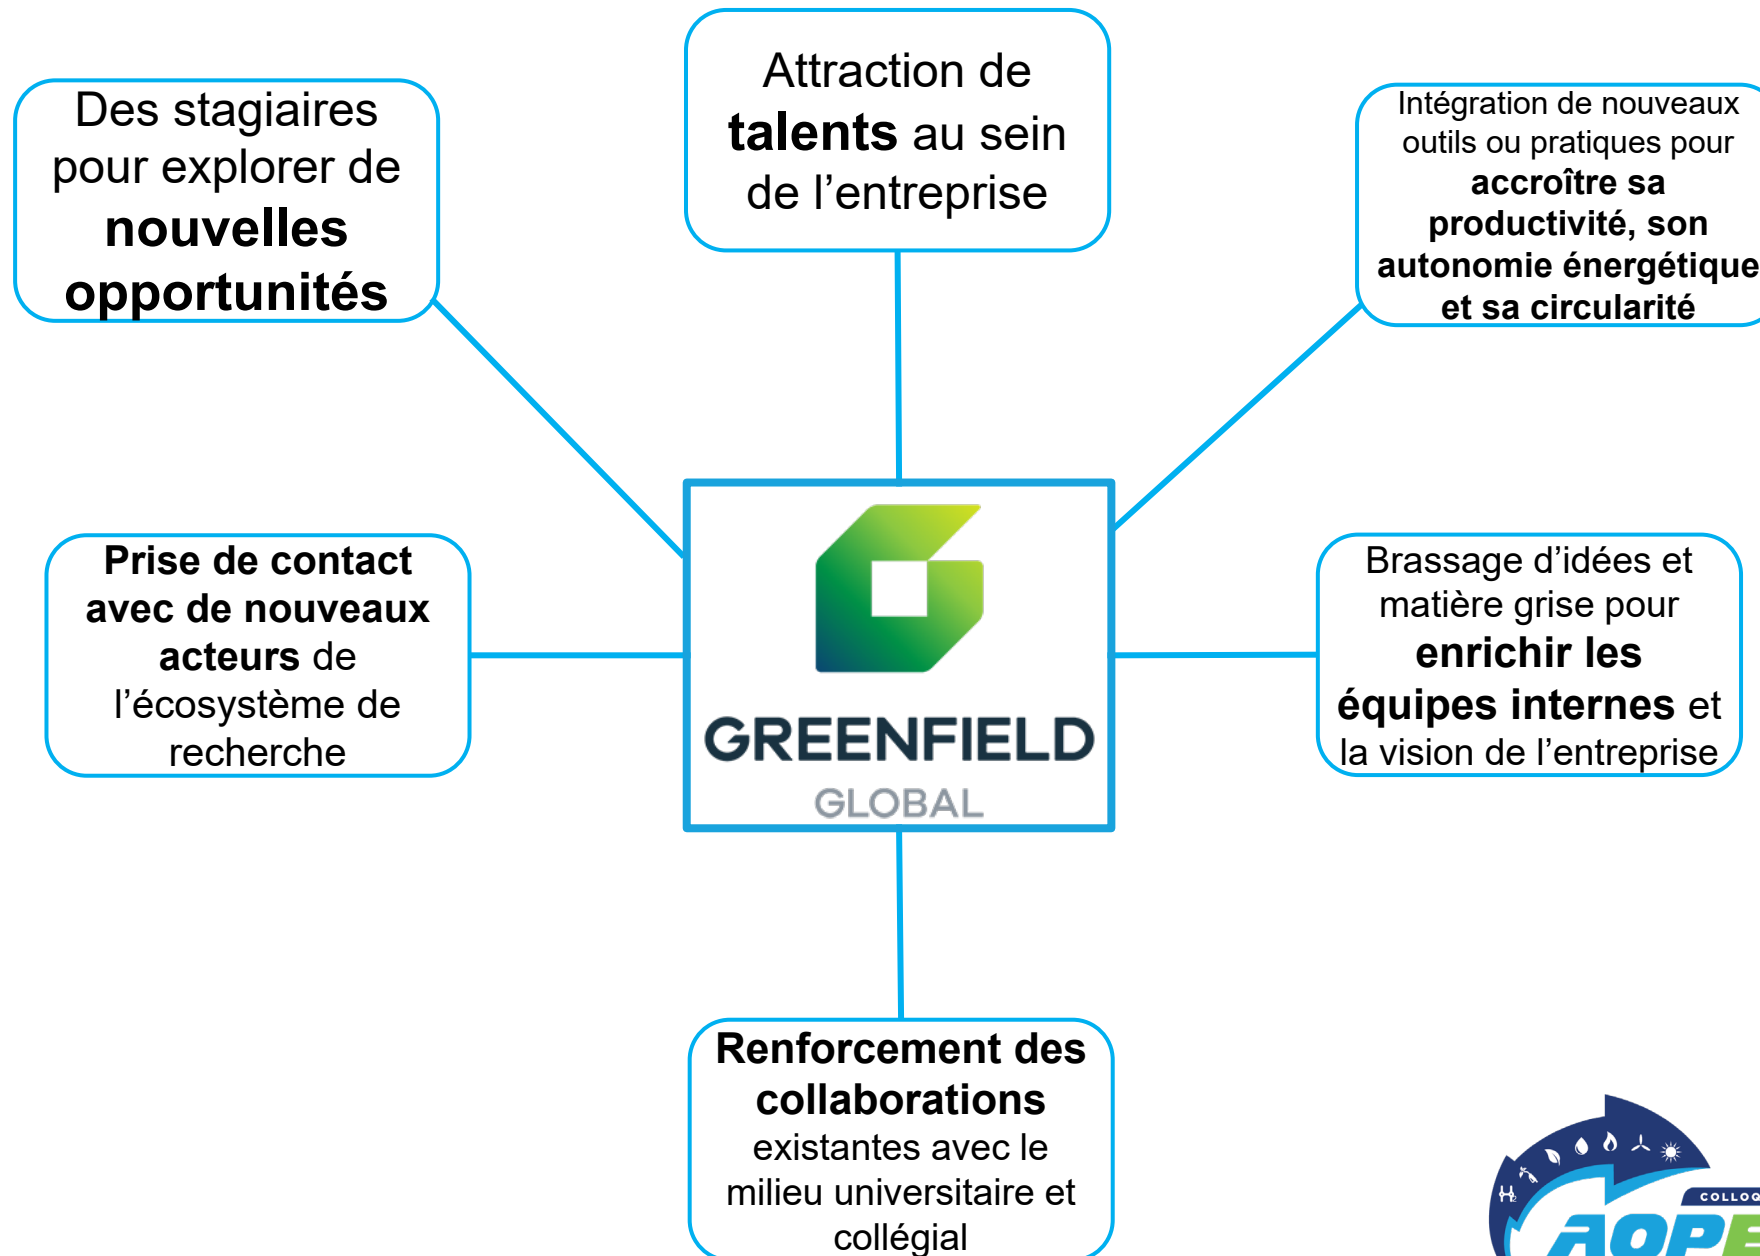 Des stagiaires
pour explorer de
nouvelles
opportunités
Attraction de
talents au sein
de l’entreprise
Intégration de nouveaux
outils ou pratiques pour
accroître sa
productivité, son
autonomie énergétique
et sa circularité
Prise de contact
avec de nouveaux
acteurs de
l’écosystème de
recherche
GREENFIELD
GLOBAL
Brassage d’idées et
matière grise pour
enrichir les
équipes internes et
la vision de l’entreprise
Renforcement des
collaborations
existantes avec le
milieu universitaire et
collégial
H2